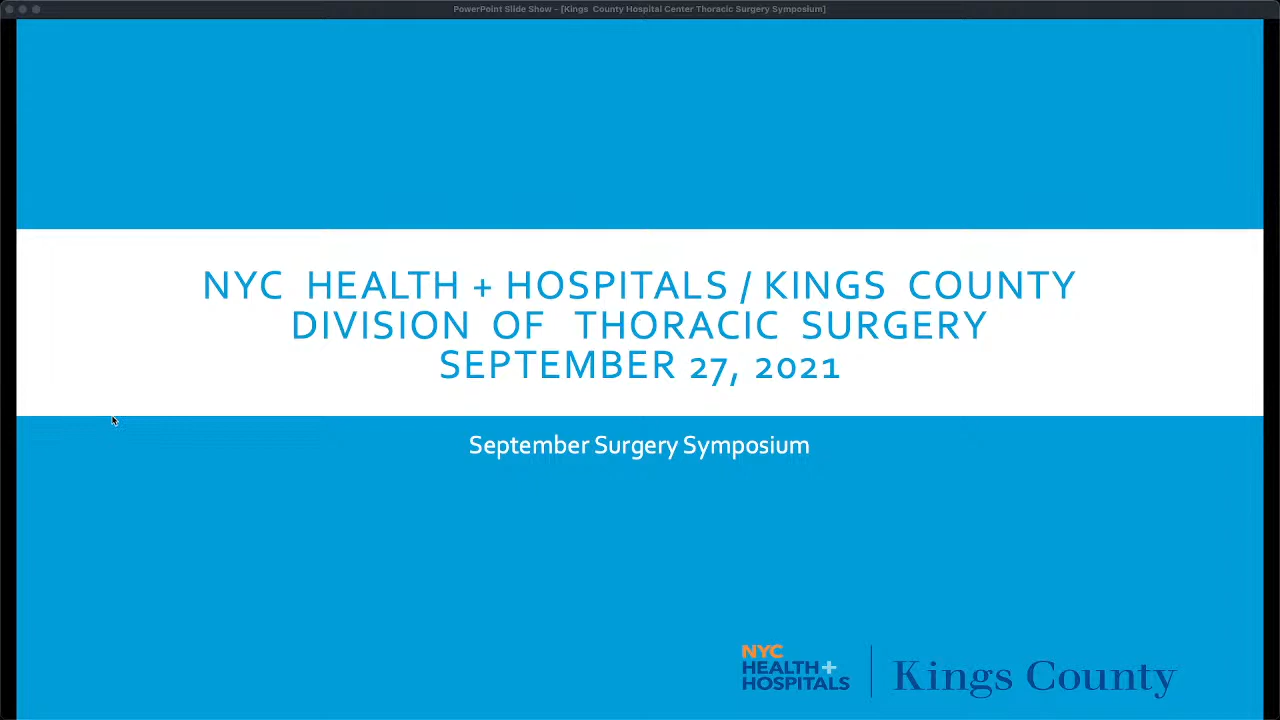 PowerPoint Slide Show - [Kings County Hospital Center Thoracic Surgery Symposium]
NYC HEALTH + HOSPITALS / KINGS COUNTY
DIVISION OF THORACIC SURGERY
SEPTEMBER 27, 2021
September Surgery Symposium
NYC
HEALTH+
HOSPITALS
Kings County